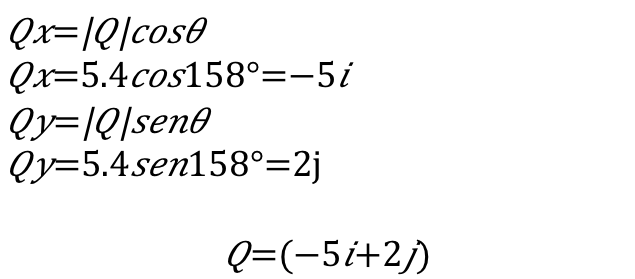 Qx=|Q|cosθ
Qx=5.4cos158°=−5i
Qy=|Q|senθ
Qy=5.4sen158°=2j
Q=(−5i+2j)